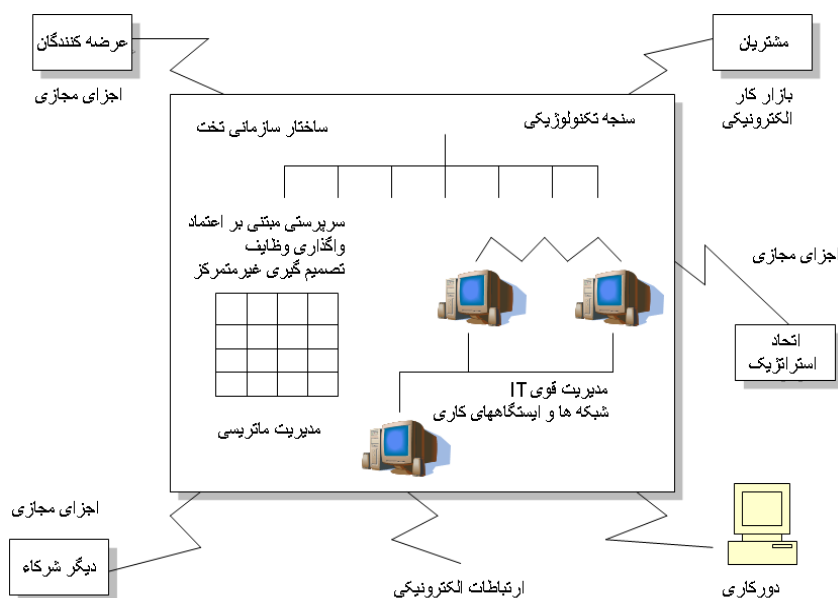 عرضه کنندگان
مشتریان
اجزای مجازی
بازار کار
الکترونیکی
ساختار سازمانی تخت
سنجه تکنولوژیکی
سرپرستی مبتنی بر اعتماد
واگذاری وظایف
تصمیم گیری غیرمتمرکز
اجزای مجازی
اتحاد
استراتژیک
مدیریت قوی IT
شبکه ها و ایستگاههای کاری
مدیریت ماتریسی
اجزای مجازی
دیگر شرکاء
ارتباطات الکترونیکی
دورکاری